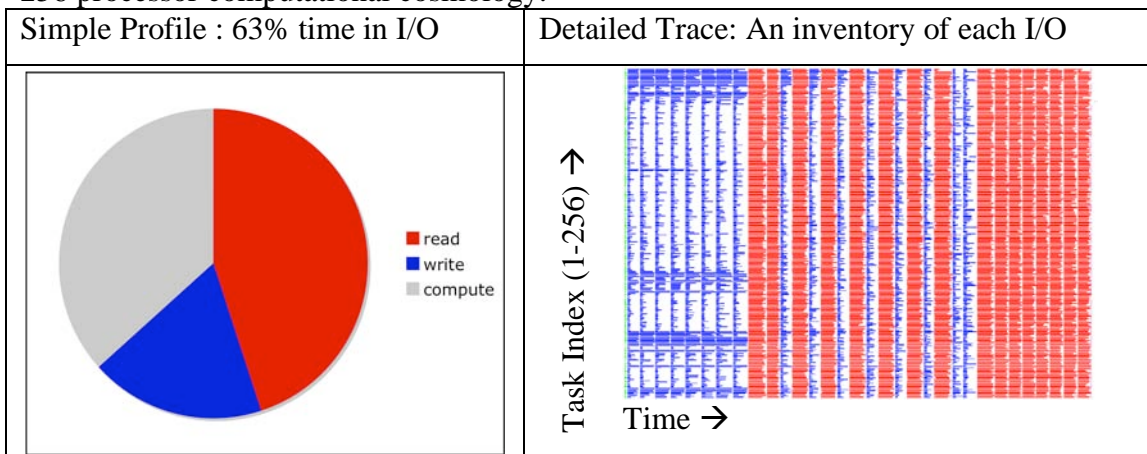 Simple Profile : 63% time in I/O
Detailed Trace: An inventory of each I/O
read
write
compute
Task Index (1-256) →
Time →